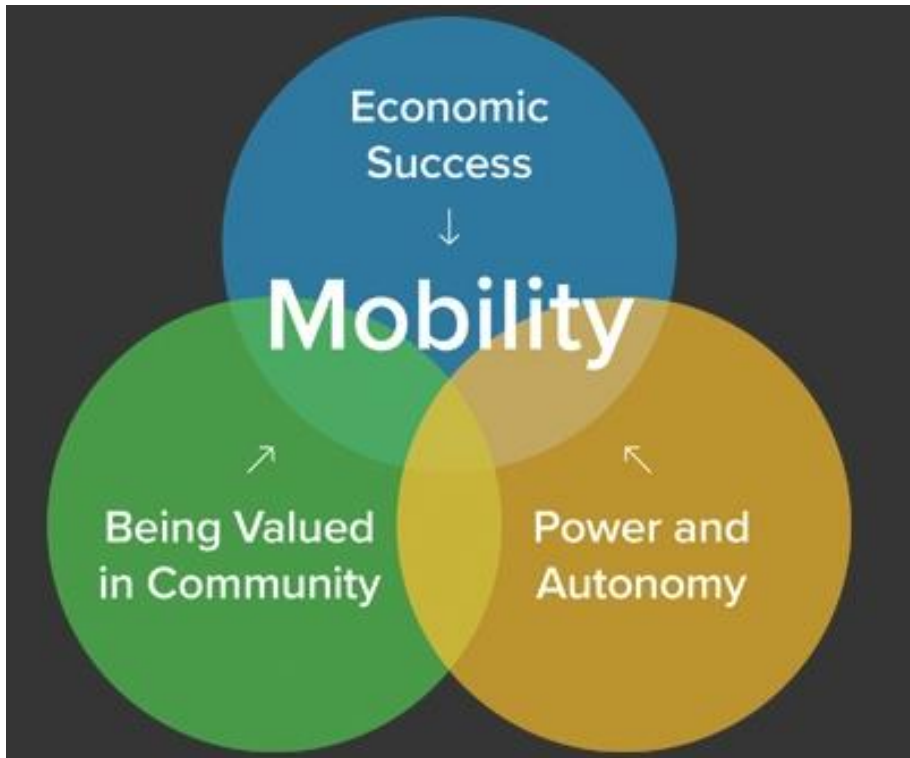 Economic
Success
Mobility
Being Valued
in Community
Power and
Autonomy